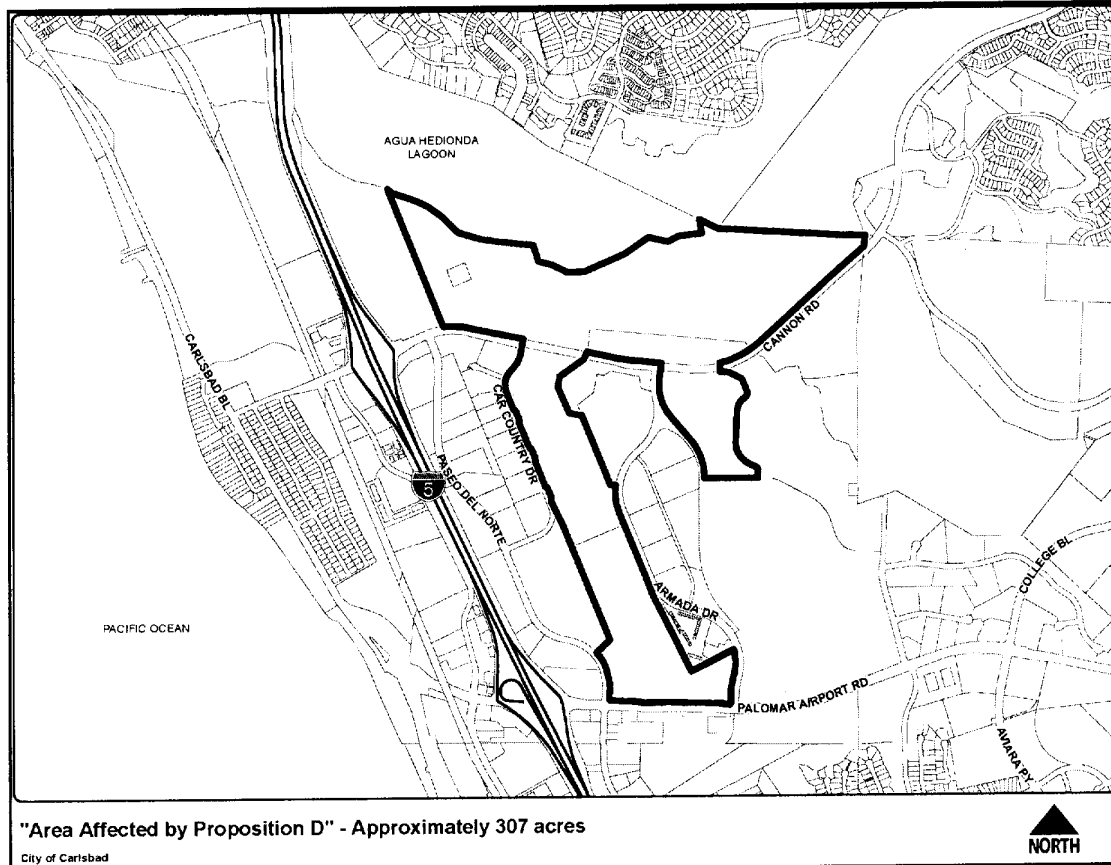 AGUA HEDIONDA
LAGOON
CANNON RD
CARLSBAD BL
CAR COUNTRY DR
PASEO DEL NORTE
5
COLLEGE BL
ARMADA DR
PACIFIC OCEAN
PALOMAR AIRPORT RD
AVIARA PY
"Area Affected by Proposition D" - Approximately 307 acres
City of Carlsbad
NORTH